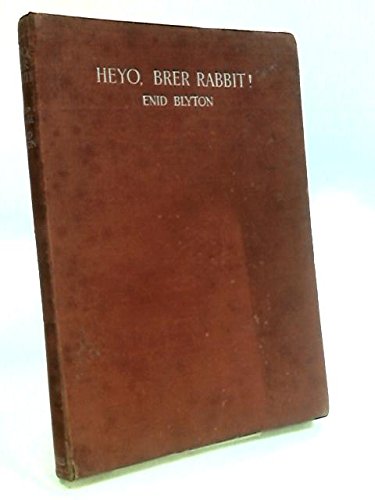 HEYO, BRER RABBIT!
ENID BLYTON